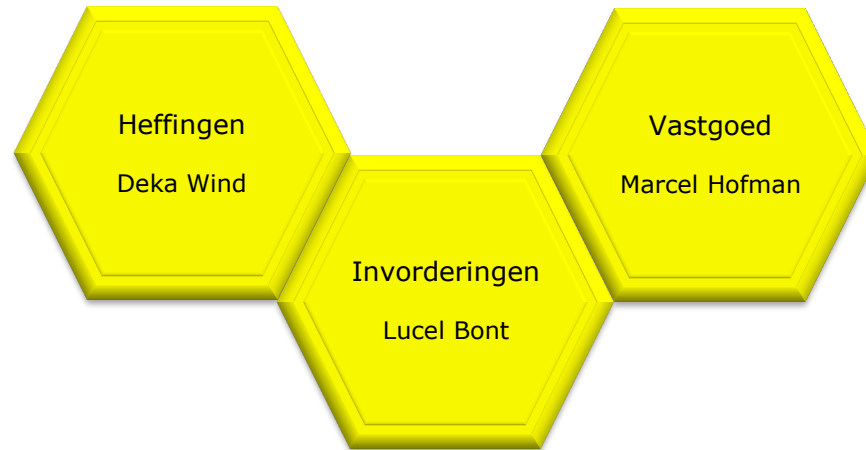 Heffingen
Deka Wind
Invorderingen
Lucel Bont
Vastgoed
Marcel Hofman